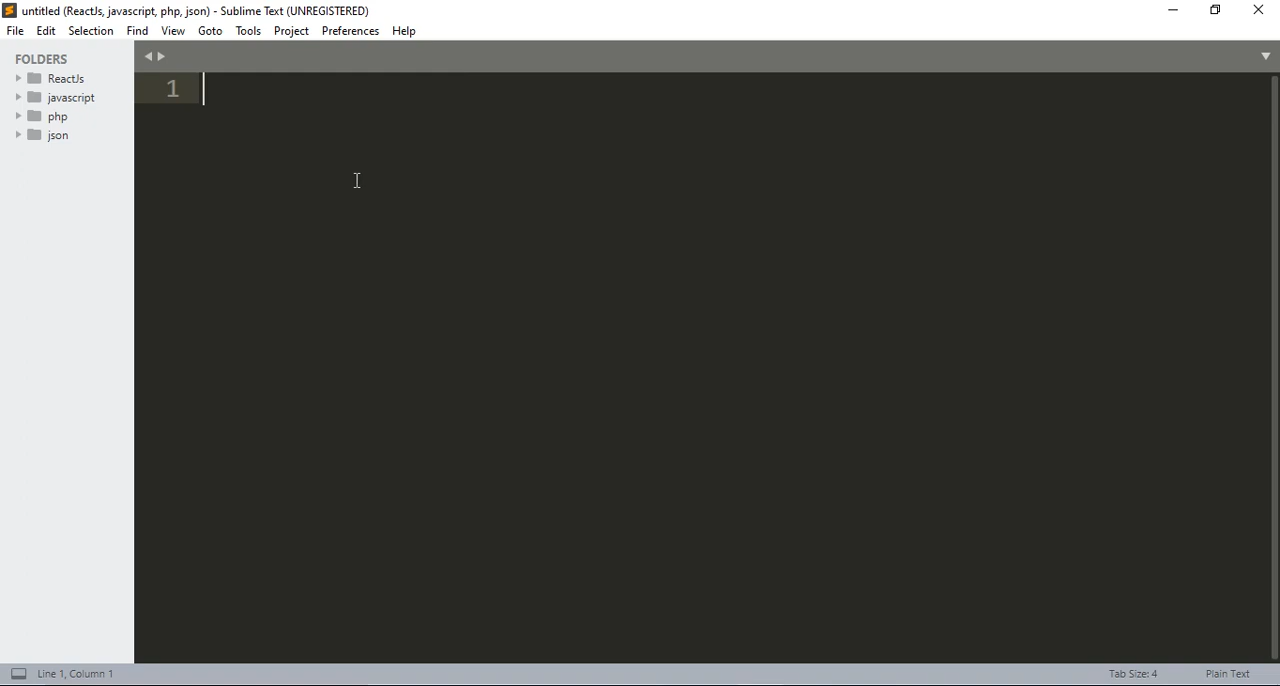 untitled (ReactJs, javascript, php, json) - Sublime Text (UNREGISTERED)
File Edit Selection Find View Goto Tools Project Preferences Help
FOLDERS
ReactJs
javascript
php
json
1
Line 1, Column 1 Tab Size: 4 Plain Text